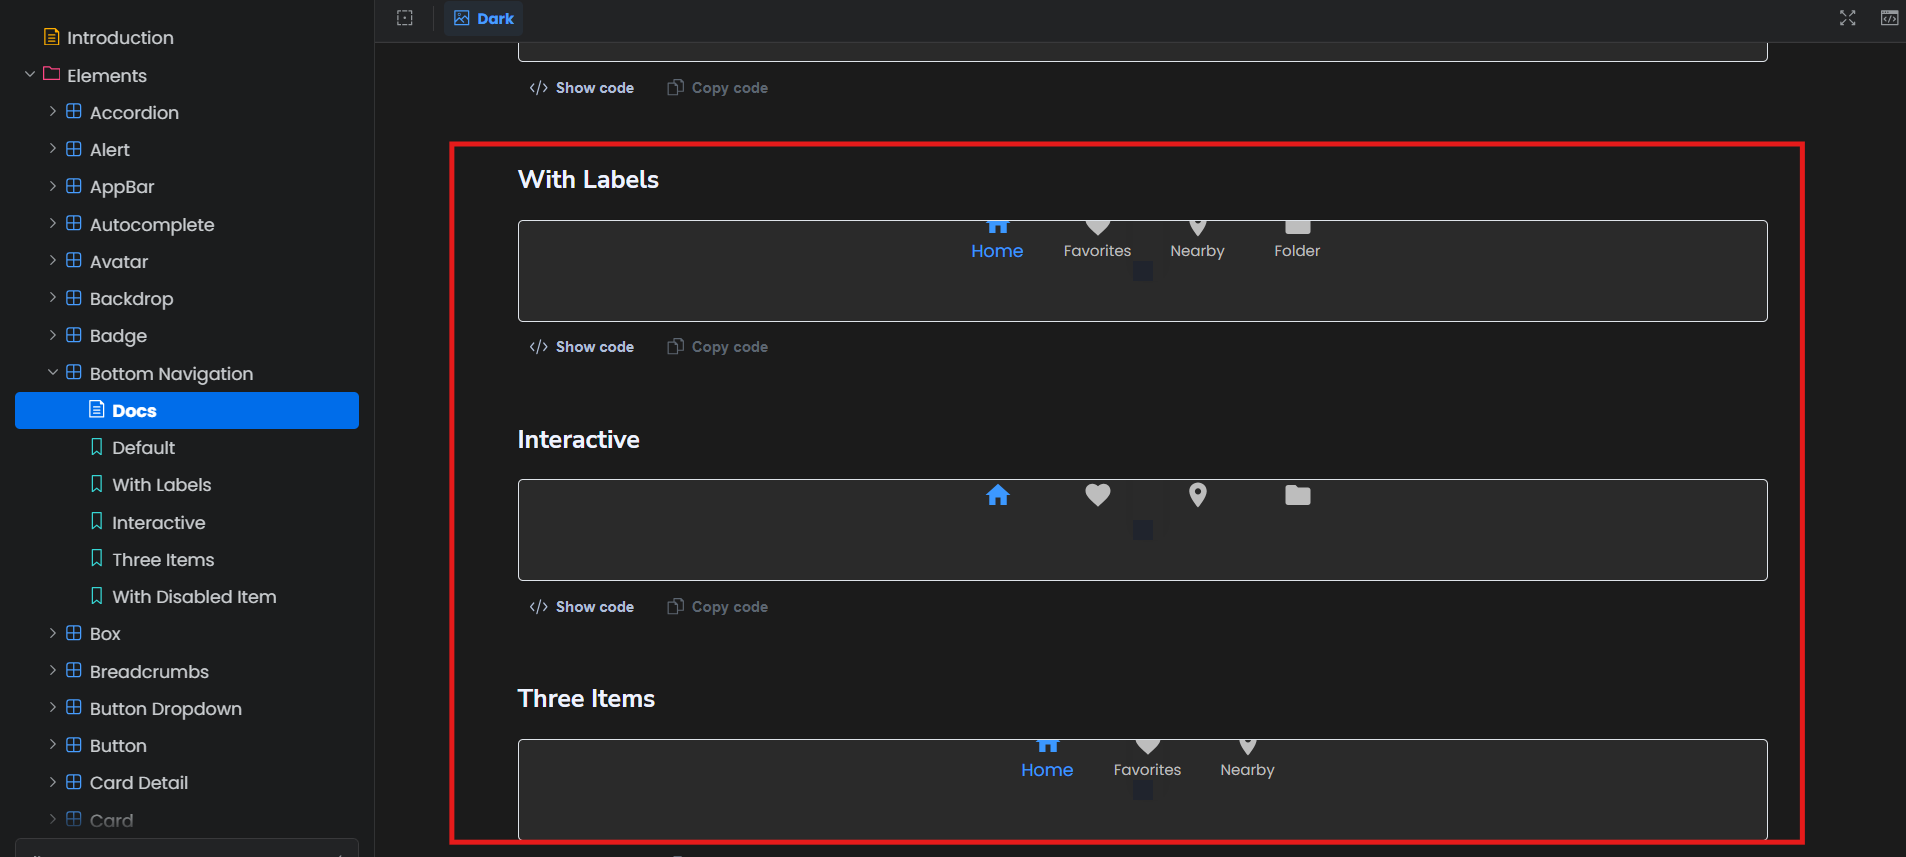 Introduction
Elements
Accordion
Alert
AppBar
Autocomplete
Avatar
Backdrop
Badge
Bottom Navigation
Docs
Default
With Labels
Interactive
Three Items
With Disabled Item
Box
Breadcrumbs
Button Dropdown
Button
Card Detail
Card
Dark
Show code Copy code
With Labels
Home Favorites Nearby Folder
Show code Copy code
Interactive
Show code Copy code
Three Items
Home Favorites Nearby